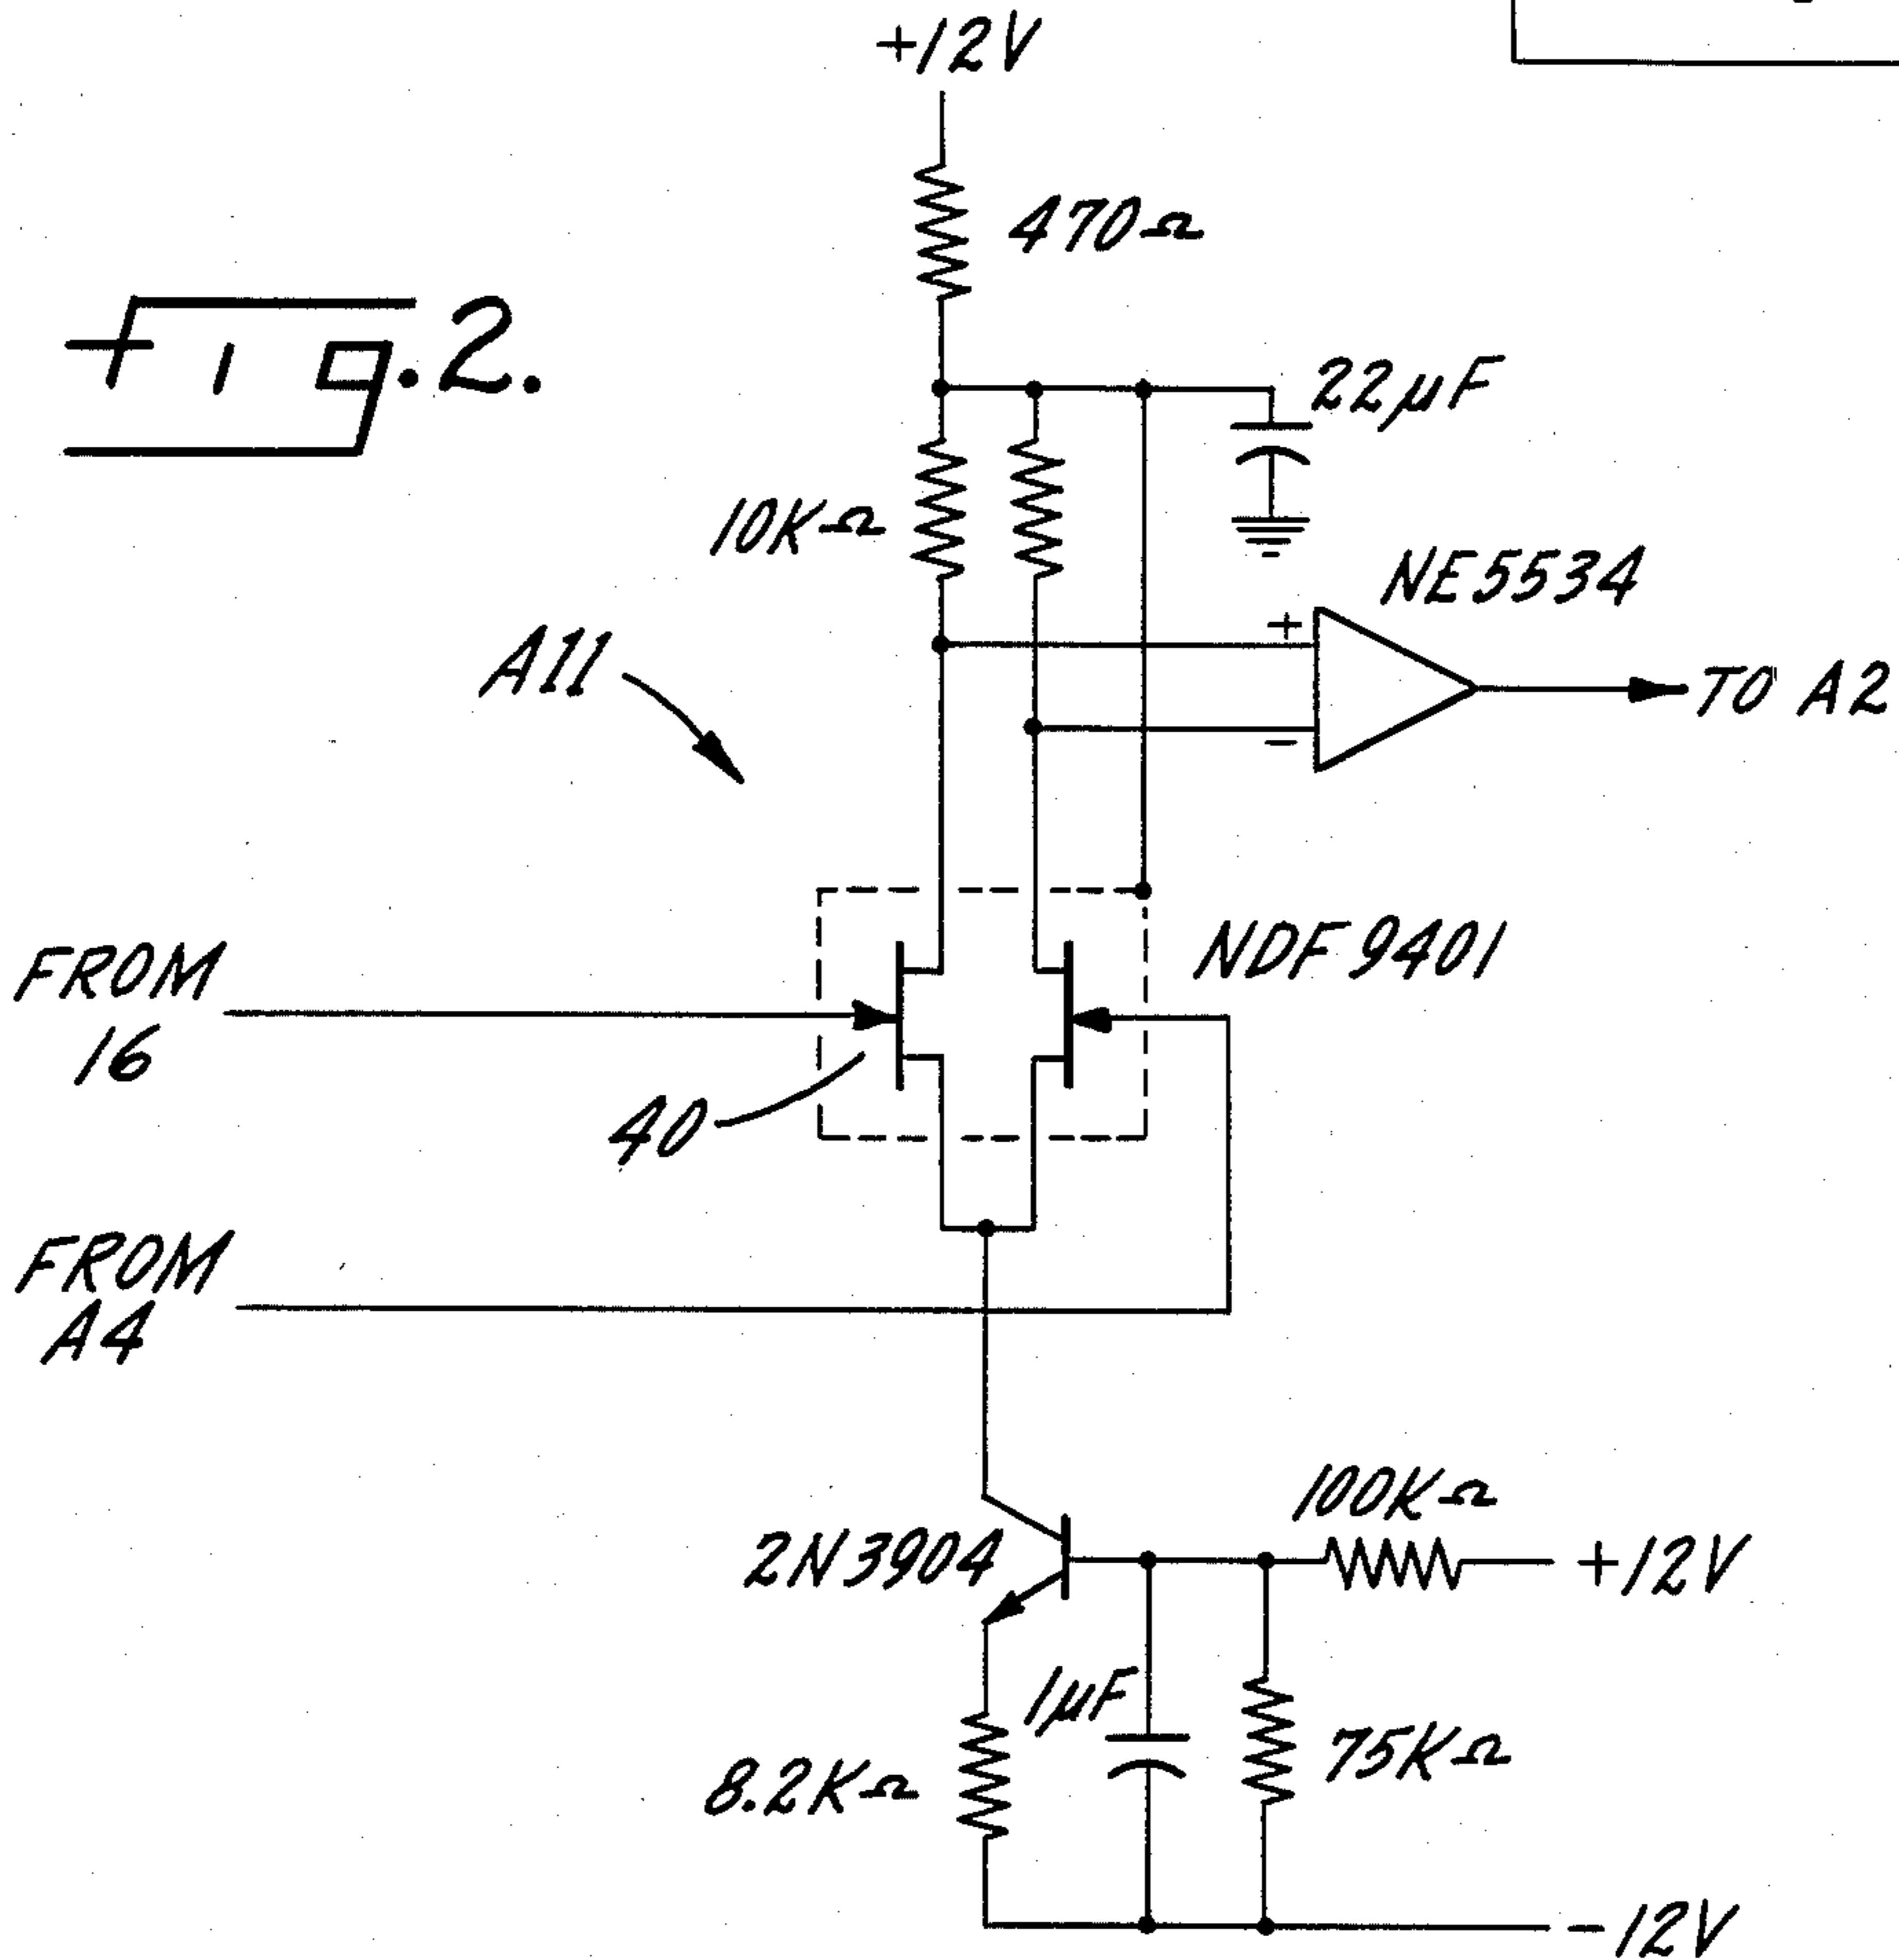 +12V
470Ω
Fig. 2.
22µF
10KΩ
NE5534
+
A11
TO A2
−
NDF9401
FROM
16
40
FROM
A4
100KΩ
2N3904
+12V
1µF
75KΩ
8.2KΩ
-12V